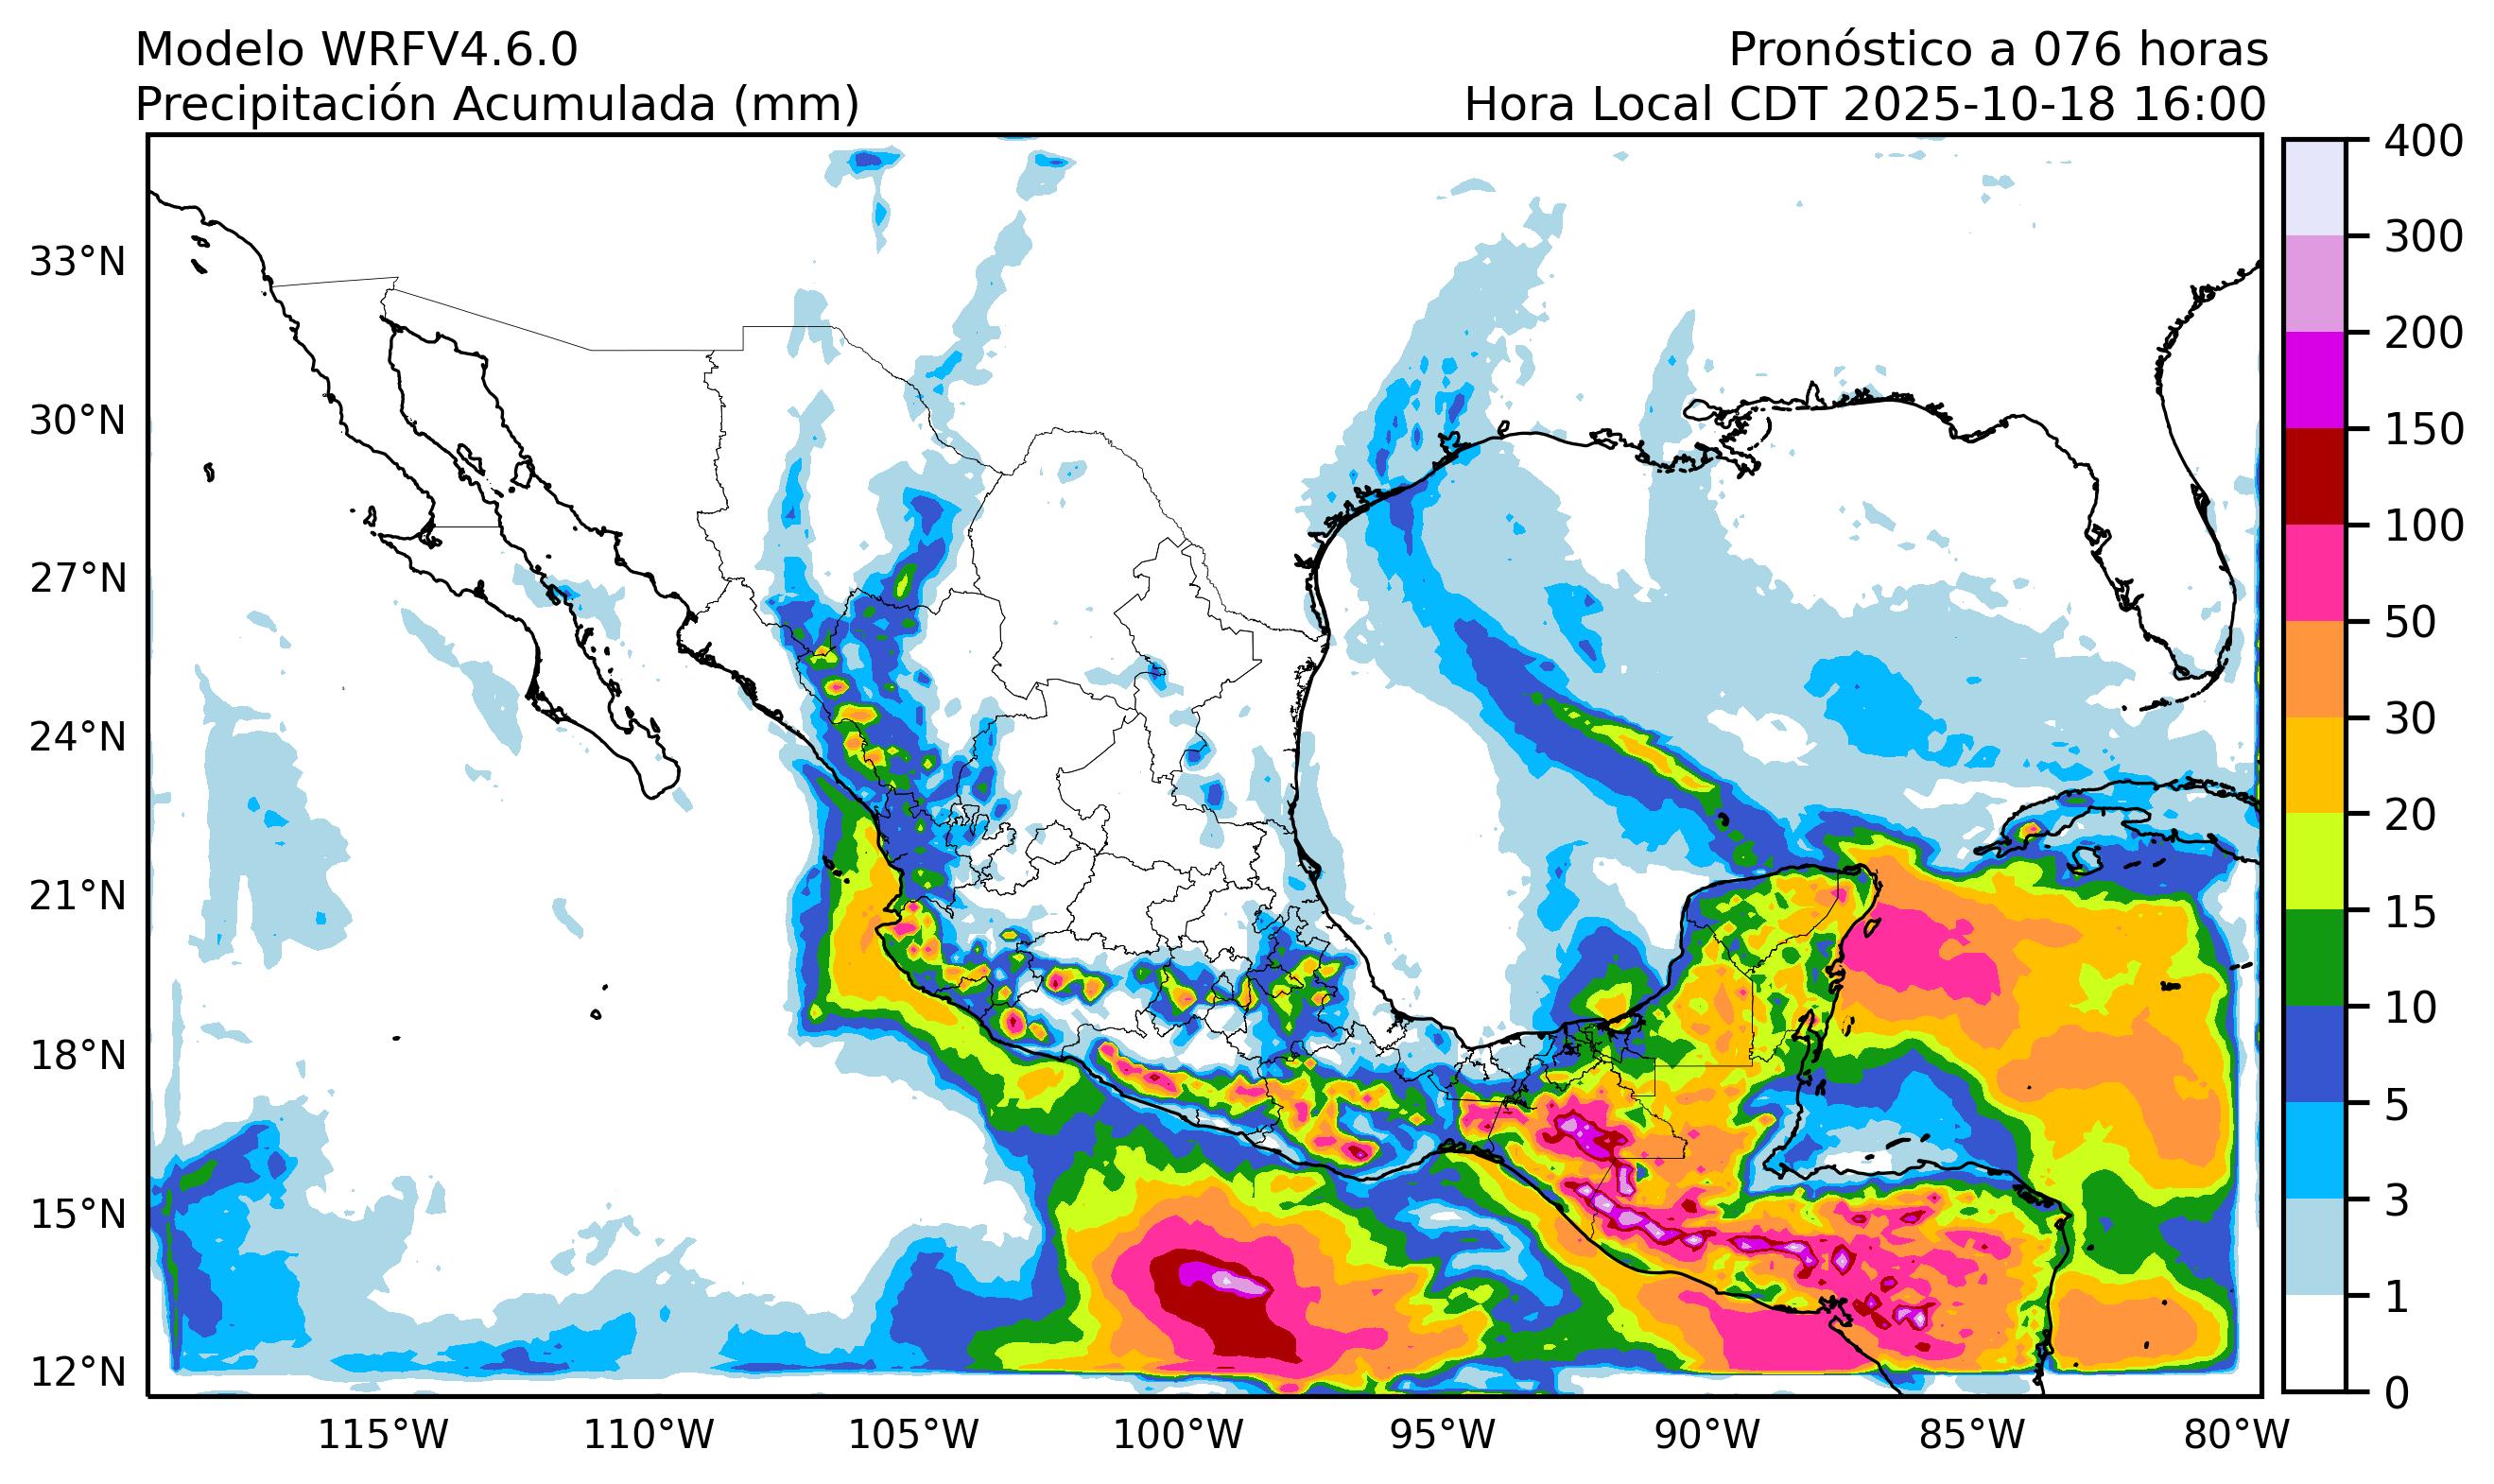 Modelo WRFV4.6.0
Pronóstico a 076 horas
Precipitación Acumulada (mm)
Hora Local CDT 2025-10-18 16:00
400
300
200
150
100
50
30
20
15
10
5
3
1
0
33°N
30°N
27°N
24°N
21°N
18°N
15°N
12°N
115°W
110°W
105°W
100°W
95°W
90°W
85°W
80°W